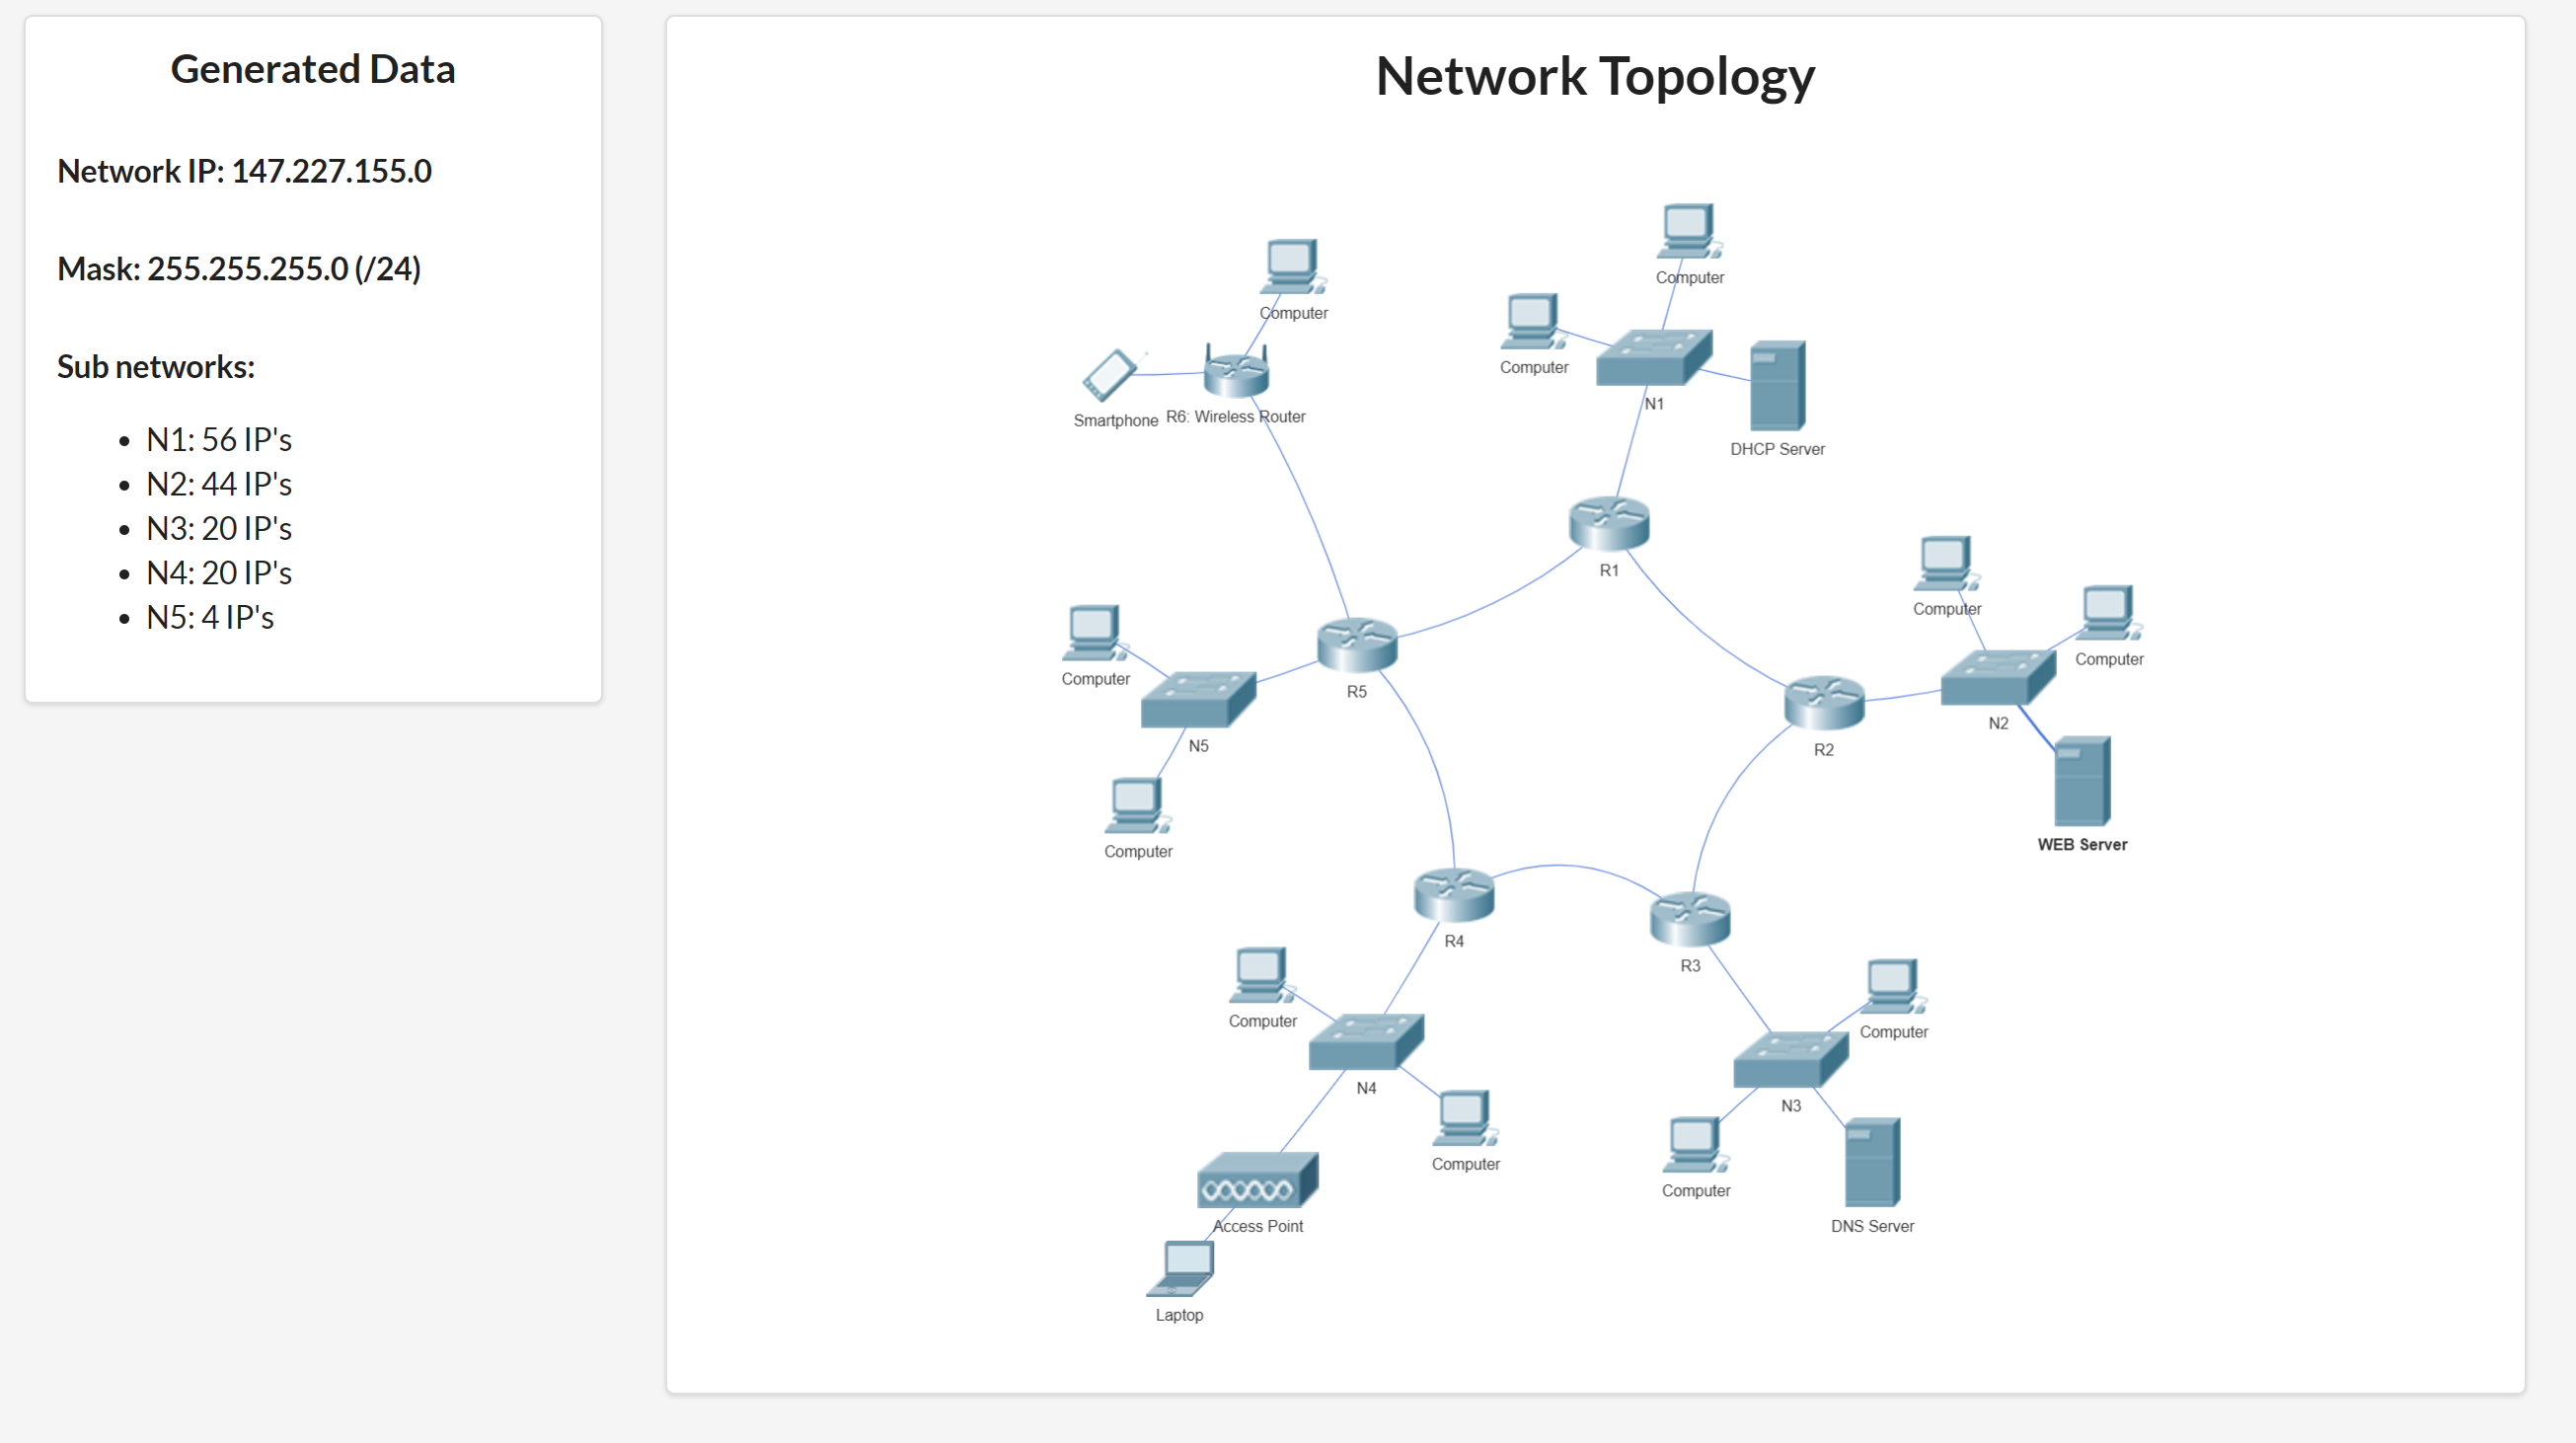 Generated Data
Network IP: 147.227.155.0
Mask: 255.255.255.0 (/24)
Sub networks:
• N1: 56 IP's
• N2: 44 IP's
• N3: 20 IP's
• N4: 20 IP's
• N5: 4 IP's
Network Topology
Computer
Computer
Computer
Smartphone
R6: Wireless Router
N1
DHCP Server
R1
Computer
Computer
Computer
R5
N2
N5
R2
WEB Server
Computer
R4
R3
Computer
Computer
N4
N3
Computer
Computer
Access Point
DNS Server
Laptop